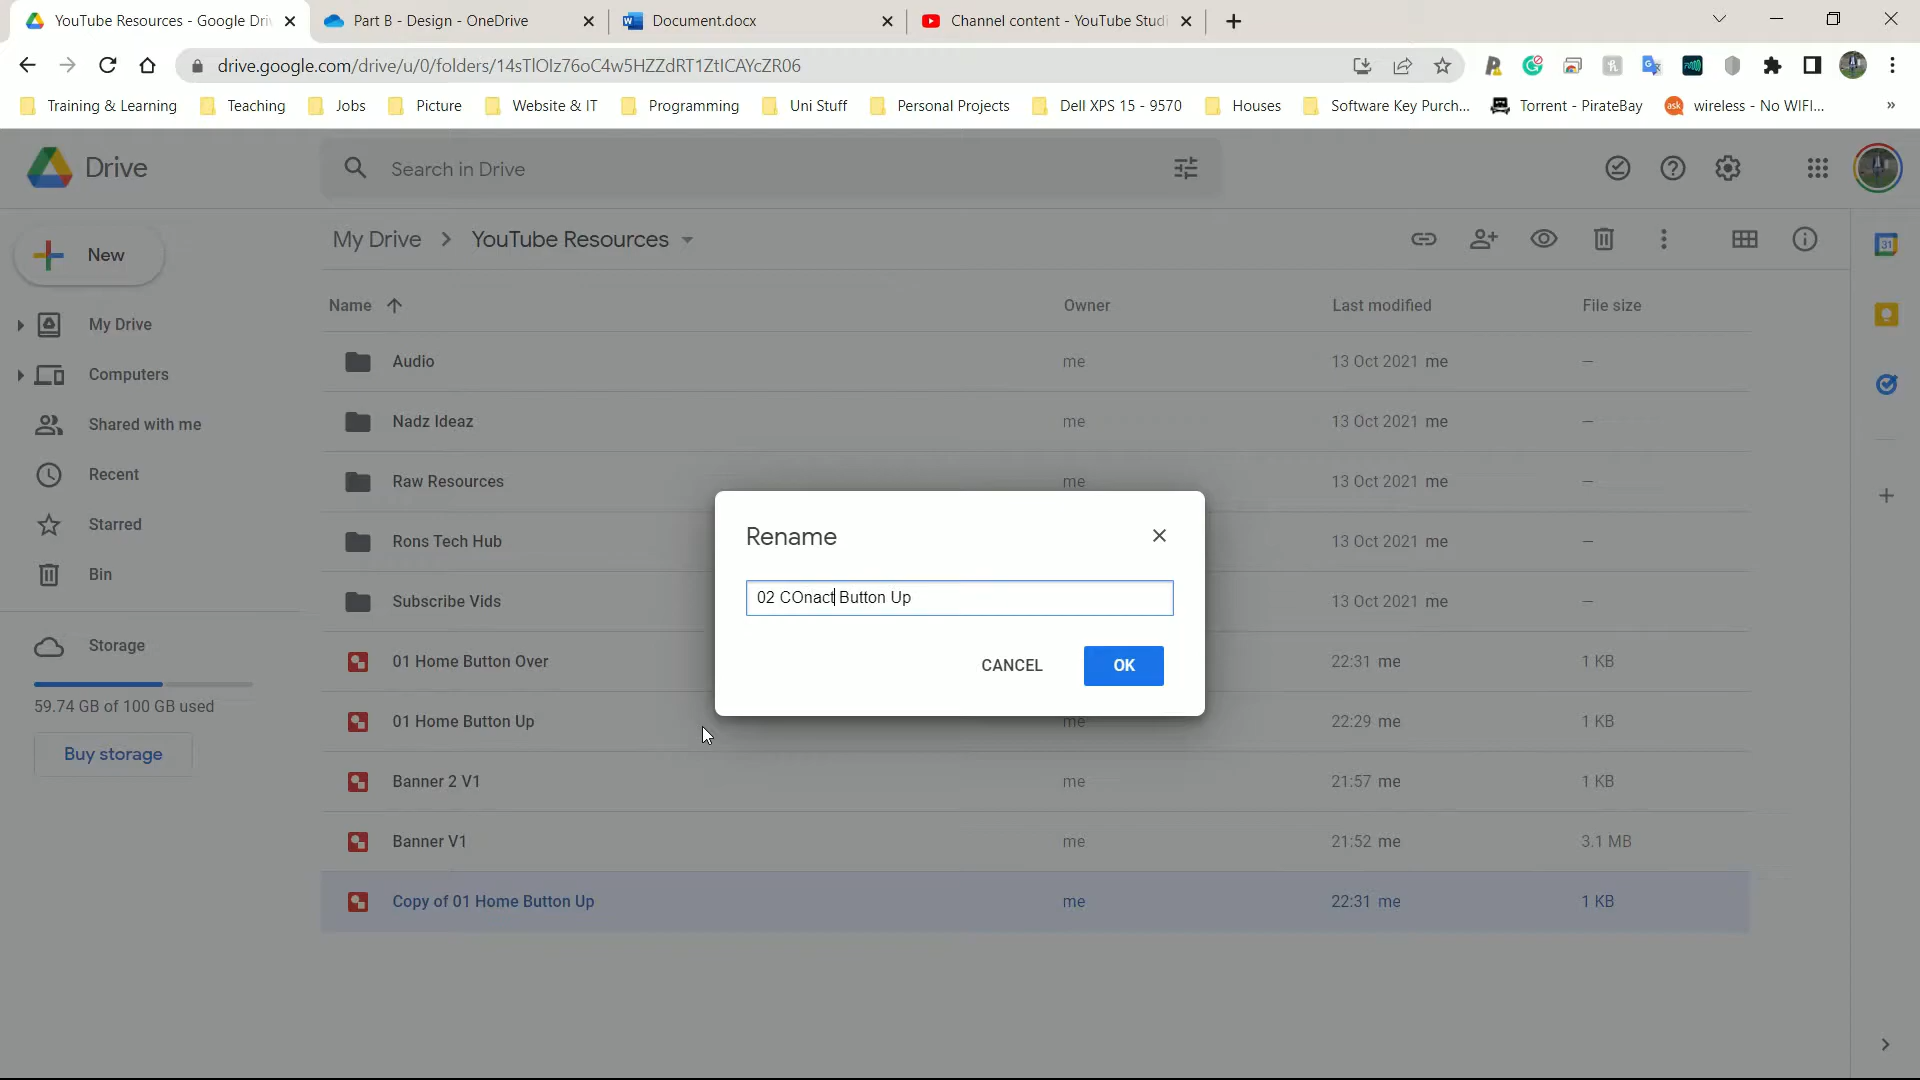 YouTube Resources - Google Dri
Part B - Design - OneDrive
Document.docx
Channel content - YouTube Studi
drive.google.com/drive/u/0/folders/14sTlOIz76oC4w5HZZdRT1ZtICAYcZR06
Training & Learning
Teaching
Jobs
Picture
Website & IT
Programming
Uni Stuff
Personal Projects
Dell XPS 15 - 9570
Houses
Software Key Purch...
Torrent - PirateBay
ask
wireless - No WIFI...
»
Drive
Search in Drive
New
My Drive
YouTube Resources
Name
Owner
Last modified
File size
My Drive
Computers
Shared with me
Recent
Starred
Bin
Storage
59.74 GB of 100 GB used
Buy storage
Audio me 13 Oct 2021 me –
Nadz Ideaz me 13 Oct 2021 me –
Raw Resources me 13 Oct 2021 me –
Rons Tech Hub 13 Oct 2021 me –
Subscribe Vids 13 Oct 2021 me –
01 Home Button Over 22:31 me 1 KB
01 Home Button Up me 22:29 me 1 KB
Banner 2 V1 me 21:57 me 1 KB
Banner V1 me 21:52 me 3.1 MB
Copy of 01 Home Button Up me 22:31 me 1 KB
Rename
02 COnact Button Up
CANCEL
OK
31